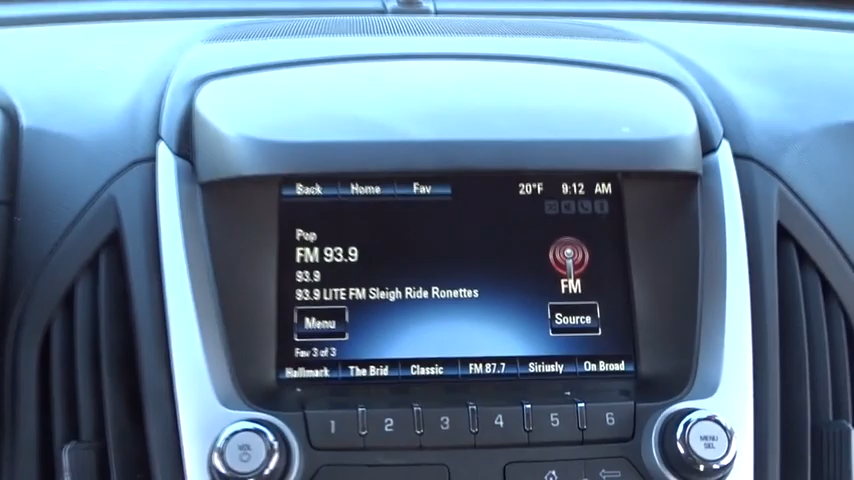 Back Home Fav 20°F 9:12 AM
Pop
FM 93.9
93.9
93.9 LITE FM Sleigh Ride Ronettes
FM
Menu Source
Fav 3 of 3
Hallmark The Brid Classic FM 87.7 Siriusly On Broad
1 2 3 4 5 6
VOL
MENU
SEL